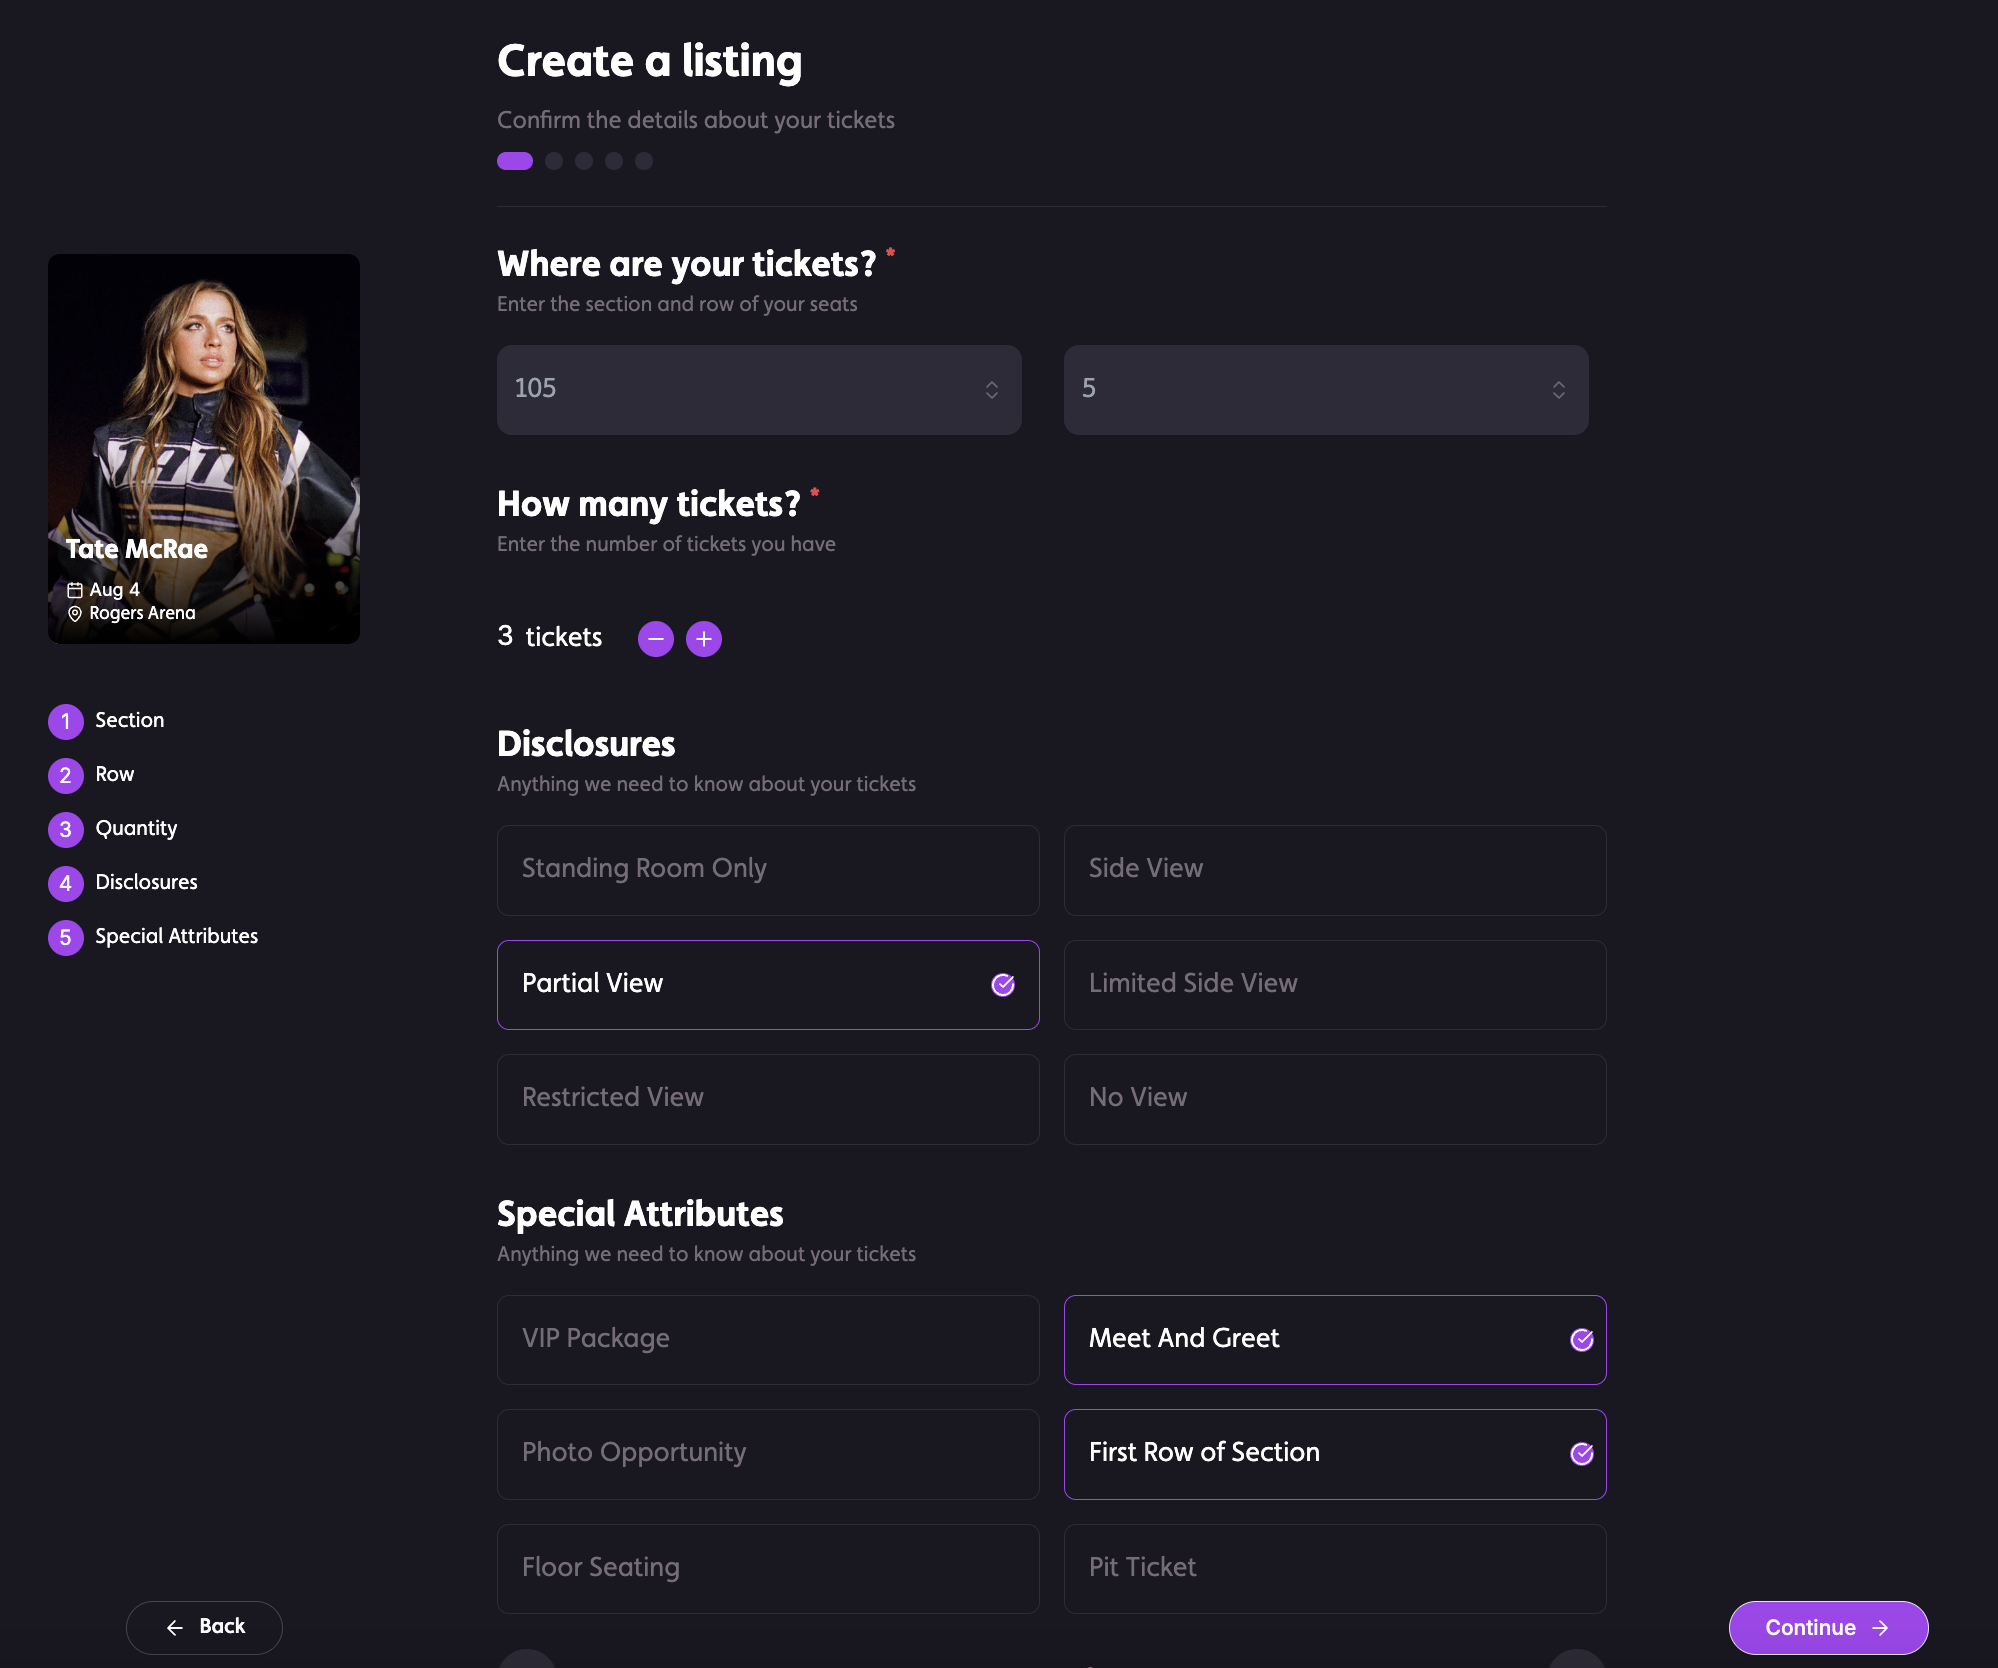 Create a listing
Confirm the details about your tickets
Where are your tickets? *
Enter the section and row of your seats
105
5
How many tickets? *
Enter the number of tickets you have
3 tickets
Tate McRae
Aug 4
Rogers Arena
1 Section
2 Row
3 Quantity
4 Disclosures
5 Special Attributes
Disclosures
Anything we need to know about your tickets
Standing Room Only
Side View
Partial View
Limited Side View
Restricted View
No View
Special Attributes
Anything we need to know about your tickets
VIP Package
Meet And Greet
Photo Opportunity
First Row of Section
Floor Seating
Pit Ticket
Back
Continue